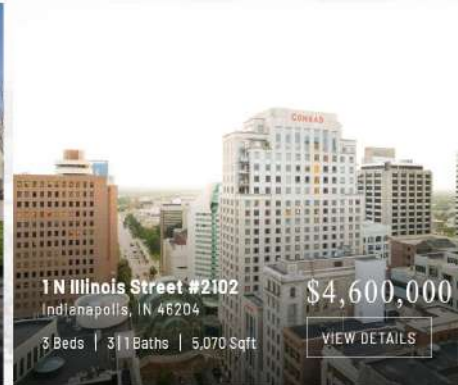 CONRAD
1 N Illinois Street #2102
Indianapolis, IN 46204
$4,600,000
3 Beds | 3|1 Baths | 5,070 Sqft
VIEW DETAILS